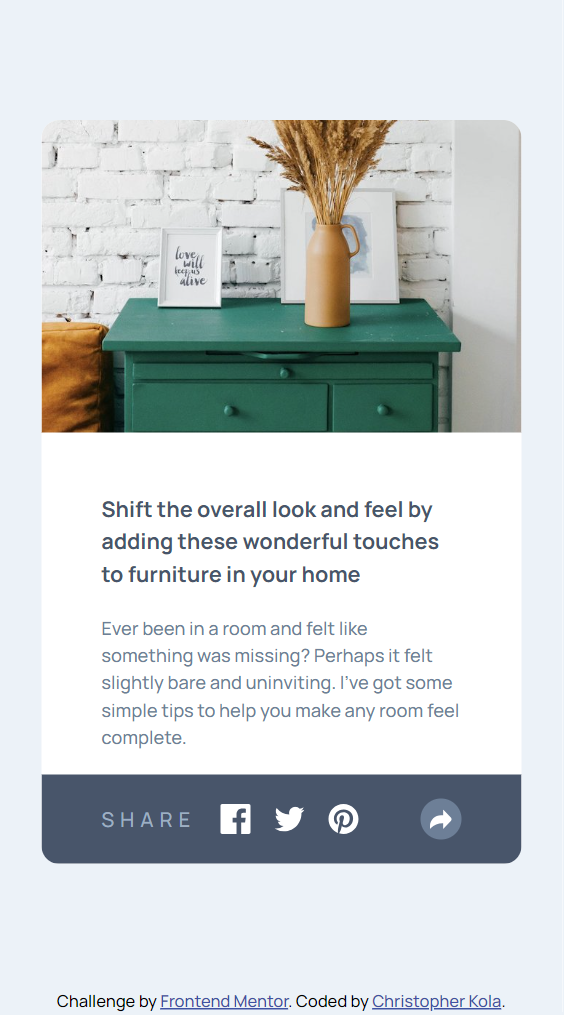 love
will
keep us
alive
Shift the overall look and feel by
adding these wonderful touches
to furniture in your home
Ever been in a room and felt like
something was missing? Perhaps it felt
slightly bare and uninviting. I’ve got some
simple tips to help you make any room feel
complete.
SHARE
Challenge by Frontend Mentor. Coded by Christopher Kola.